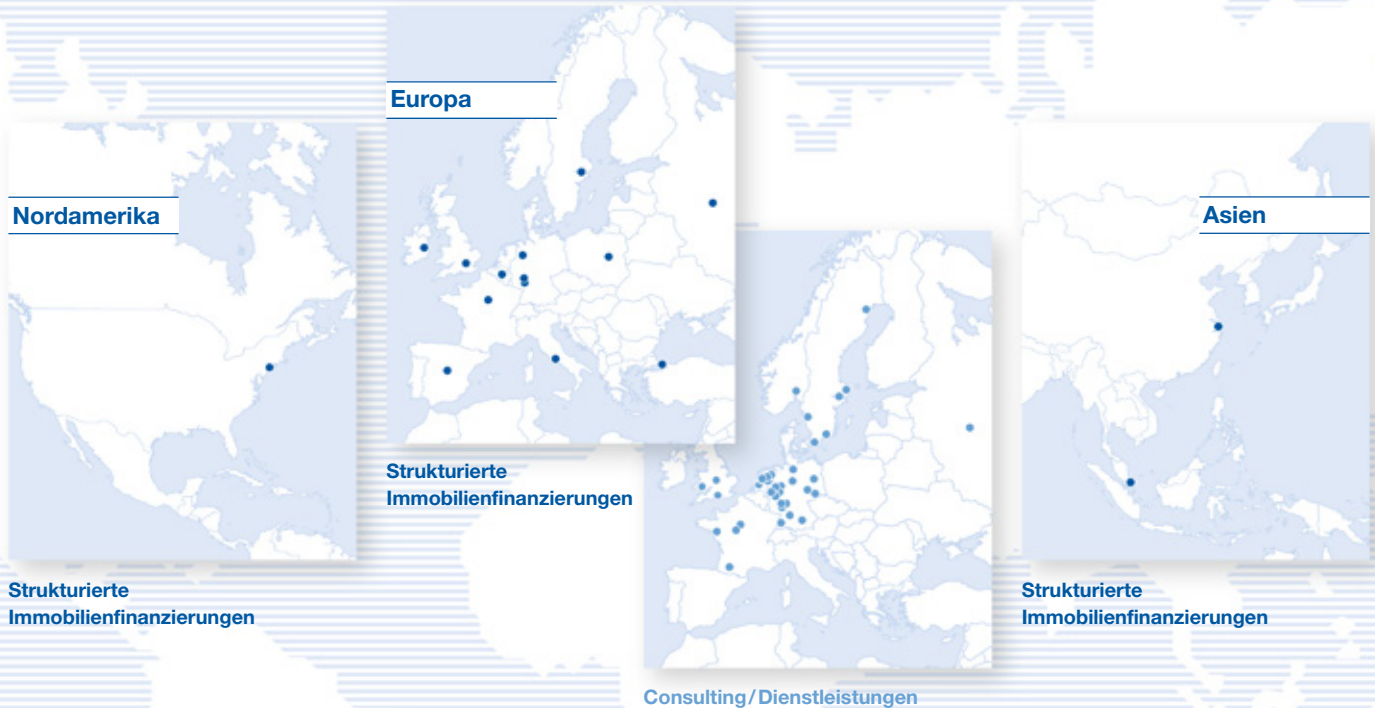 Europa
Nordamerika
Asien
Strukturierte
Immobilienfinanzierungen
Strukturierte
Immobilienfinanzierungen
Strukturierte
Immobilienfinanzierungen
Consulting/Dienstleistungen